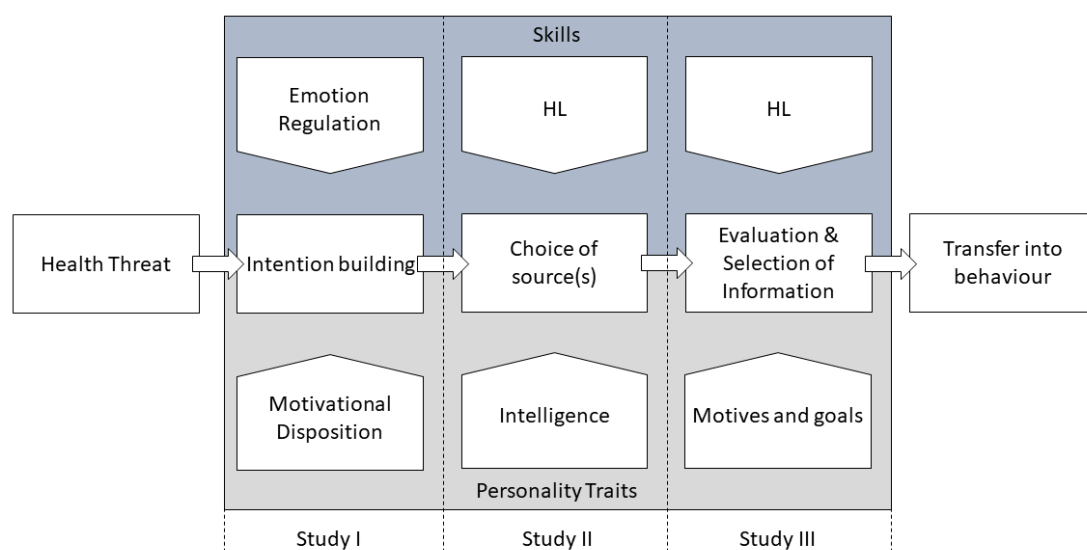 Skills
Emotion
Regulation
HL
HL
Health Threat
Intention building
Choice of
source(s)
Evaluation &
Selection of
Information
Transfer into
behaviour
Motivational
Disposition
Intelligence
Motives and goals
Personality Traits
Study I
Study II
Study III